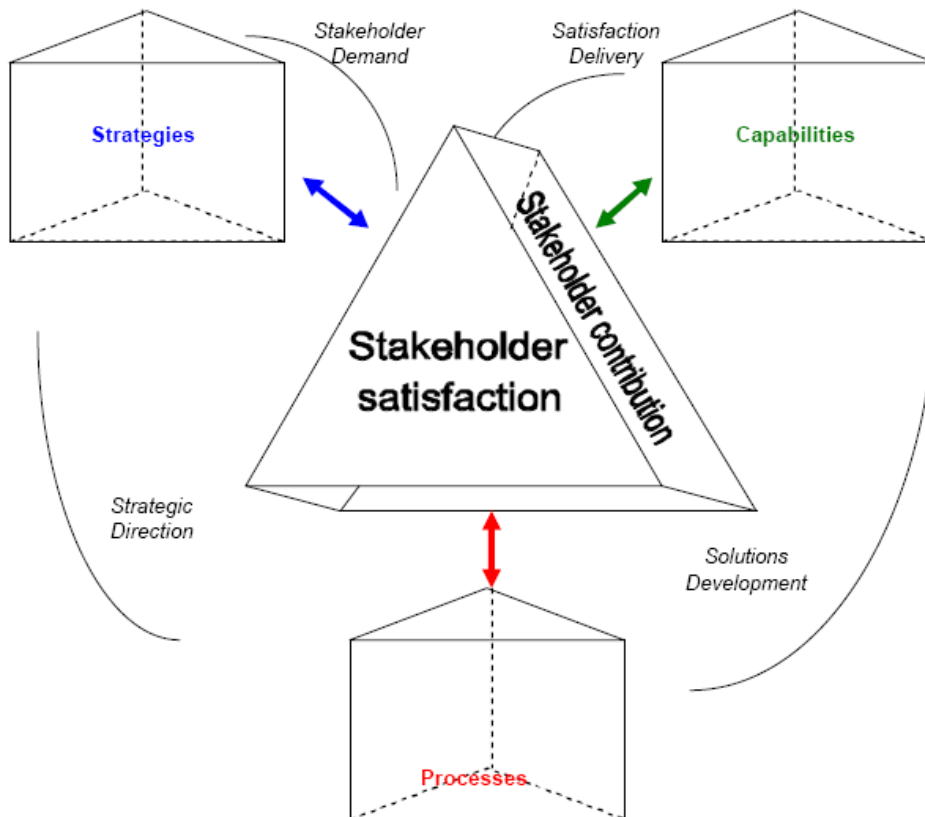 Stakeholder
Demand
Satisfaction
Delivery
Strategies
Capabilities
Stakeholder contribution
Stakeholder
satisfaction
Strategic
Direction
Solutions
Development
Processes